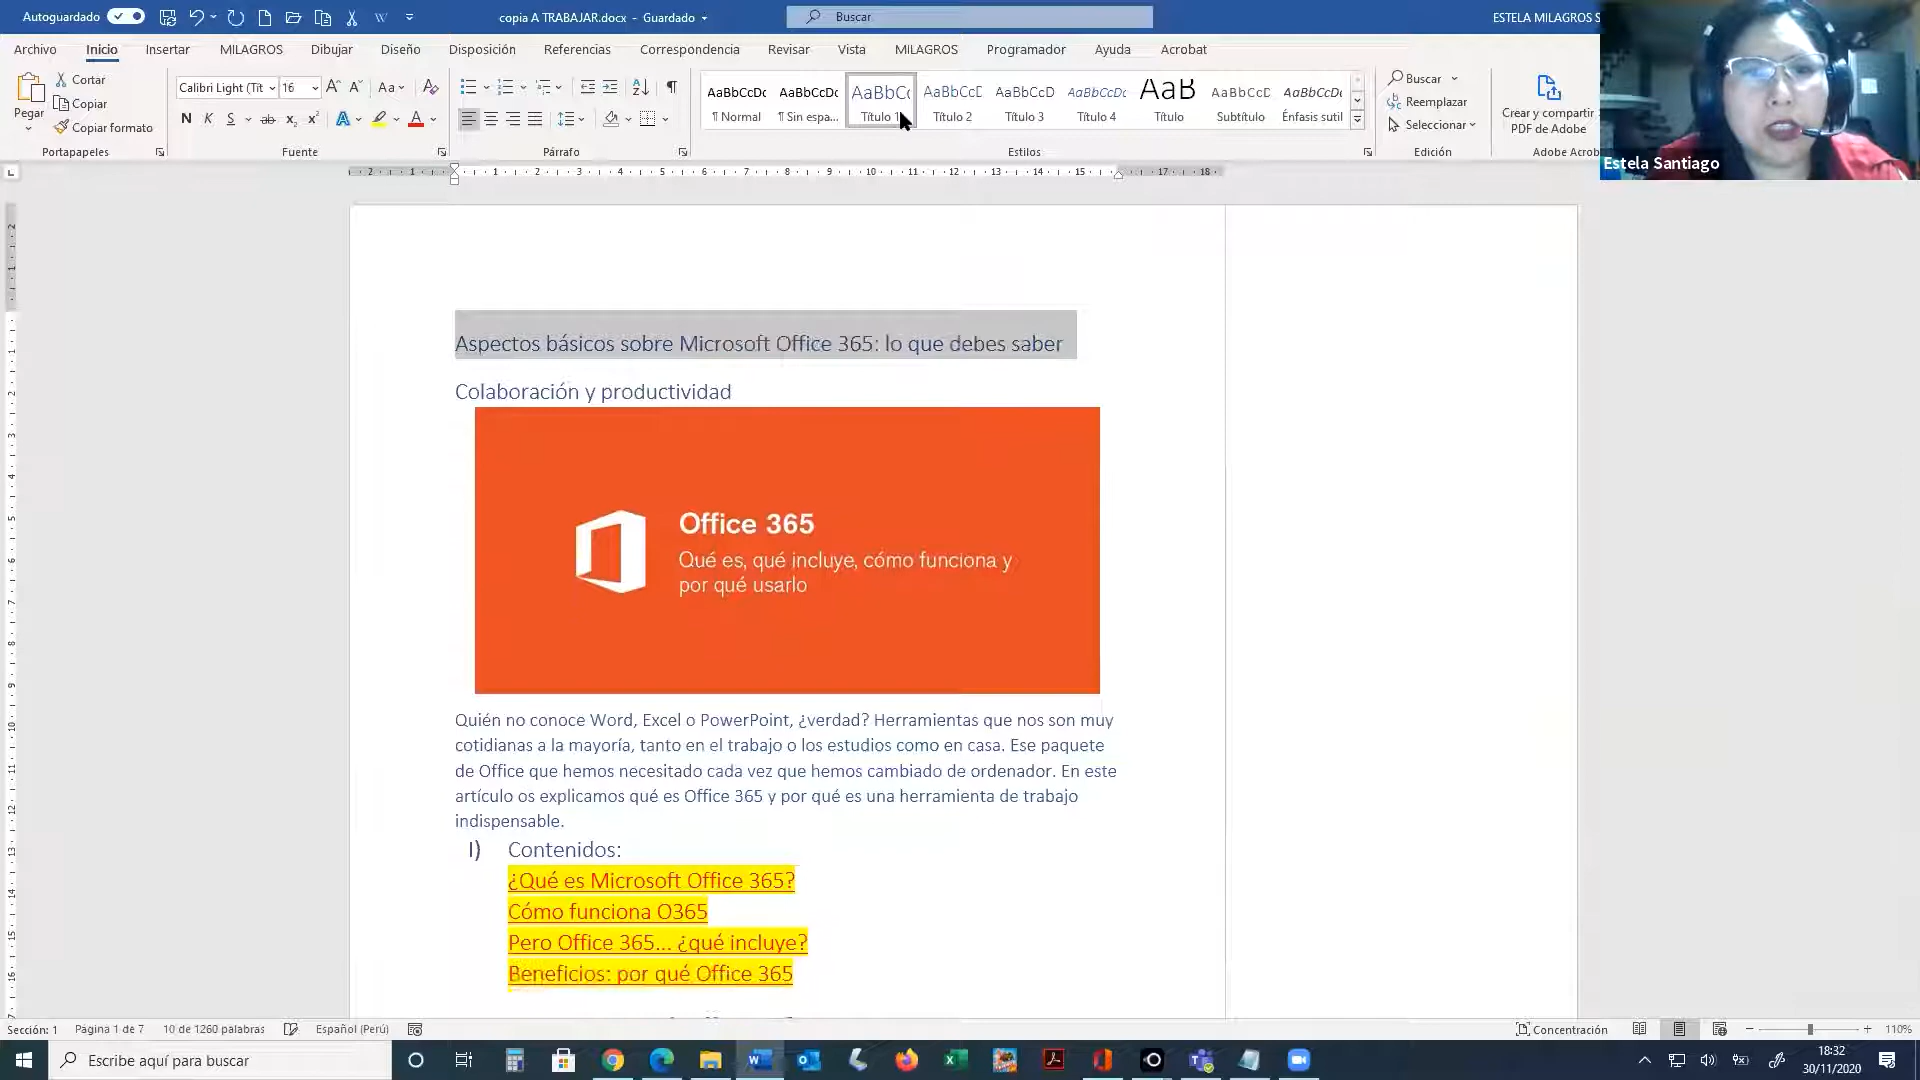 Autoguardado
copia A TRABAJAR.docx - Guardado
Buscar
ESTELA MILAGROS S
Archivo Inicio Insertar MILAGROS Dibujar Diseño Disposición Referencias Correspondencia Revisar Vista MILAGROS Programador Ayuda Acrobat
Pegar
Cortar
Copiar
Copiar formato
Portapapeles
Calibri Light (Tít 16
Fuente
Párrafo
AaBbCcDc AaBbCcDc AaBbC AaBbCcD AaBbCcD AaBbCcDc AaB AaBbCcD AaBbCcDc
¶ Normal ¶ Sin espa... Título 1 Título 2 Título 3 Título 4 Título Subtítulo Énfasis sutil
Estilos
Buscar
Reemplazar
Seleccionar
Edición
Crear y compartir
PDF de Adobe
Adobe Acrob
Estela Santiago
Aspectos básicos sobre Microsoft Office 365: lo que debes saber
Colaboración y productividad
Office 365
Qué es, qué incluye, cómo funciona y
por qué usarlo
Quién no conoce Word, Excel o PowerPoint, ¿verdad? Herramientas que nos son muy
cotidianas a la mayoría, tanto en el trabajo o los estudios como en casa. Ese paquete
de Office que hemos necesitado cada vez que hemos cambiado de ordenador. En este
artículo os explicamos qué es Office 365 y por qué es una herramienta de trabajo
indispensable.
I) Contenidos:
¿Qué es Microsoft Office 365?
Cómo funciona O365
Pero Office 365... ¿qué incluye?
Beneficios: por qué Office 365
Sección: 1 Página 1 de 7 10 de 1260 palabras Español (Perú) Concentración 110%
Escribe aquí para buscar
18:32
30/11/2020